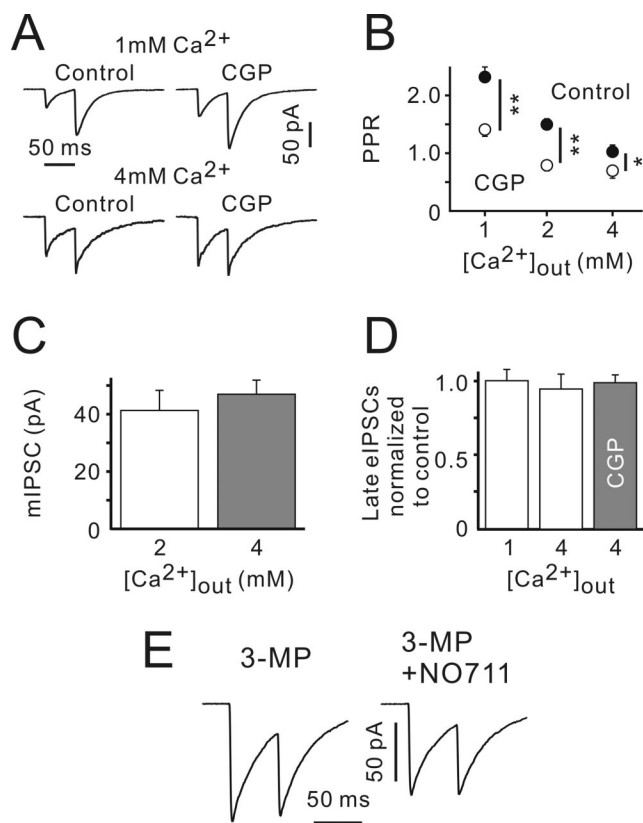 A
1mM Ca2+
Control
CGP
50 ms
50 pA
4mM Ca2+
Control
CGP
B
PPR
2.0
1.0
0
Control
CGP
**
**
*
1 2 4
[Ca2+]out (mM)
C
mIPSC (pA)
40
20
0
2 4
[Ca2+]out (mM)
D
Late eIPSCs
normalized
to control
1.0
0.5
0
CGP
1 4 4
[Ca2+]out
E
3-MP
3-MP
+NO711
50 pA
50 ms